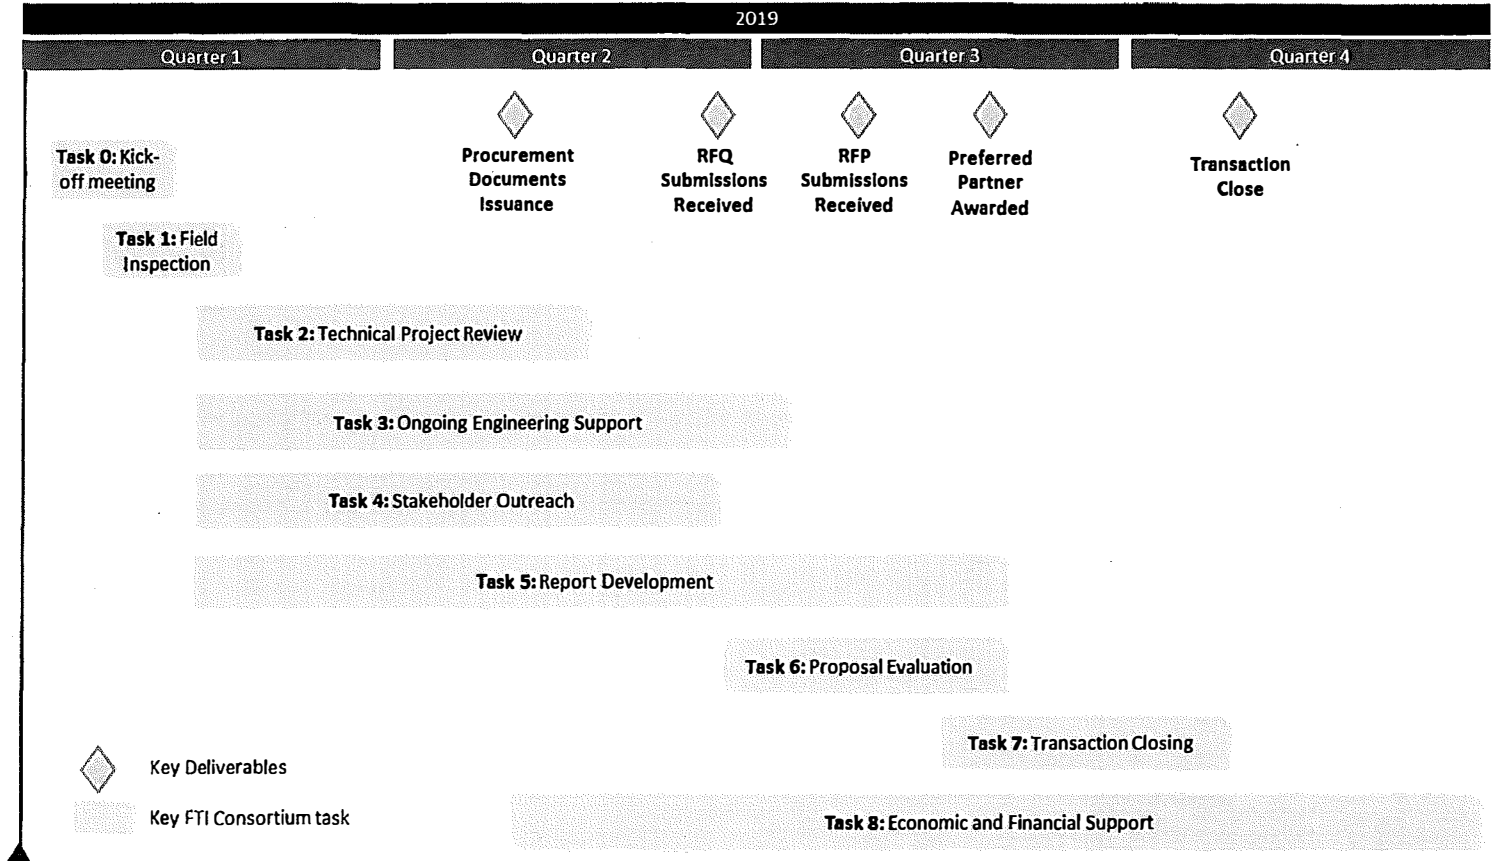 2019
Quarter 1
Quarter 2
Quarter 3
Quarter 4
Procurement
Documents
Issuance
RFQ
Submissions
Received
RFP
Submissions
Received
Preferred
Partner
Awarded
Transaction
Close
Task 0: Kick-
off meeting
Task 1: Field
Inspection
Task 2: Technical Project Review
Task 3: Ongoing Engineering Support
Task 4: Stakeholder Outreach
Task 5: Report Development
Task 6: Proposal Evaluation
Task 7: Transaction Closing
Key Deliverables
Key FTI Consortium task
Task 8: Economic and Financial Support